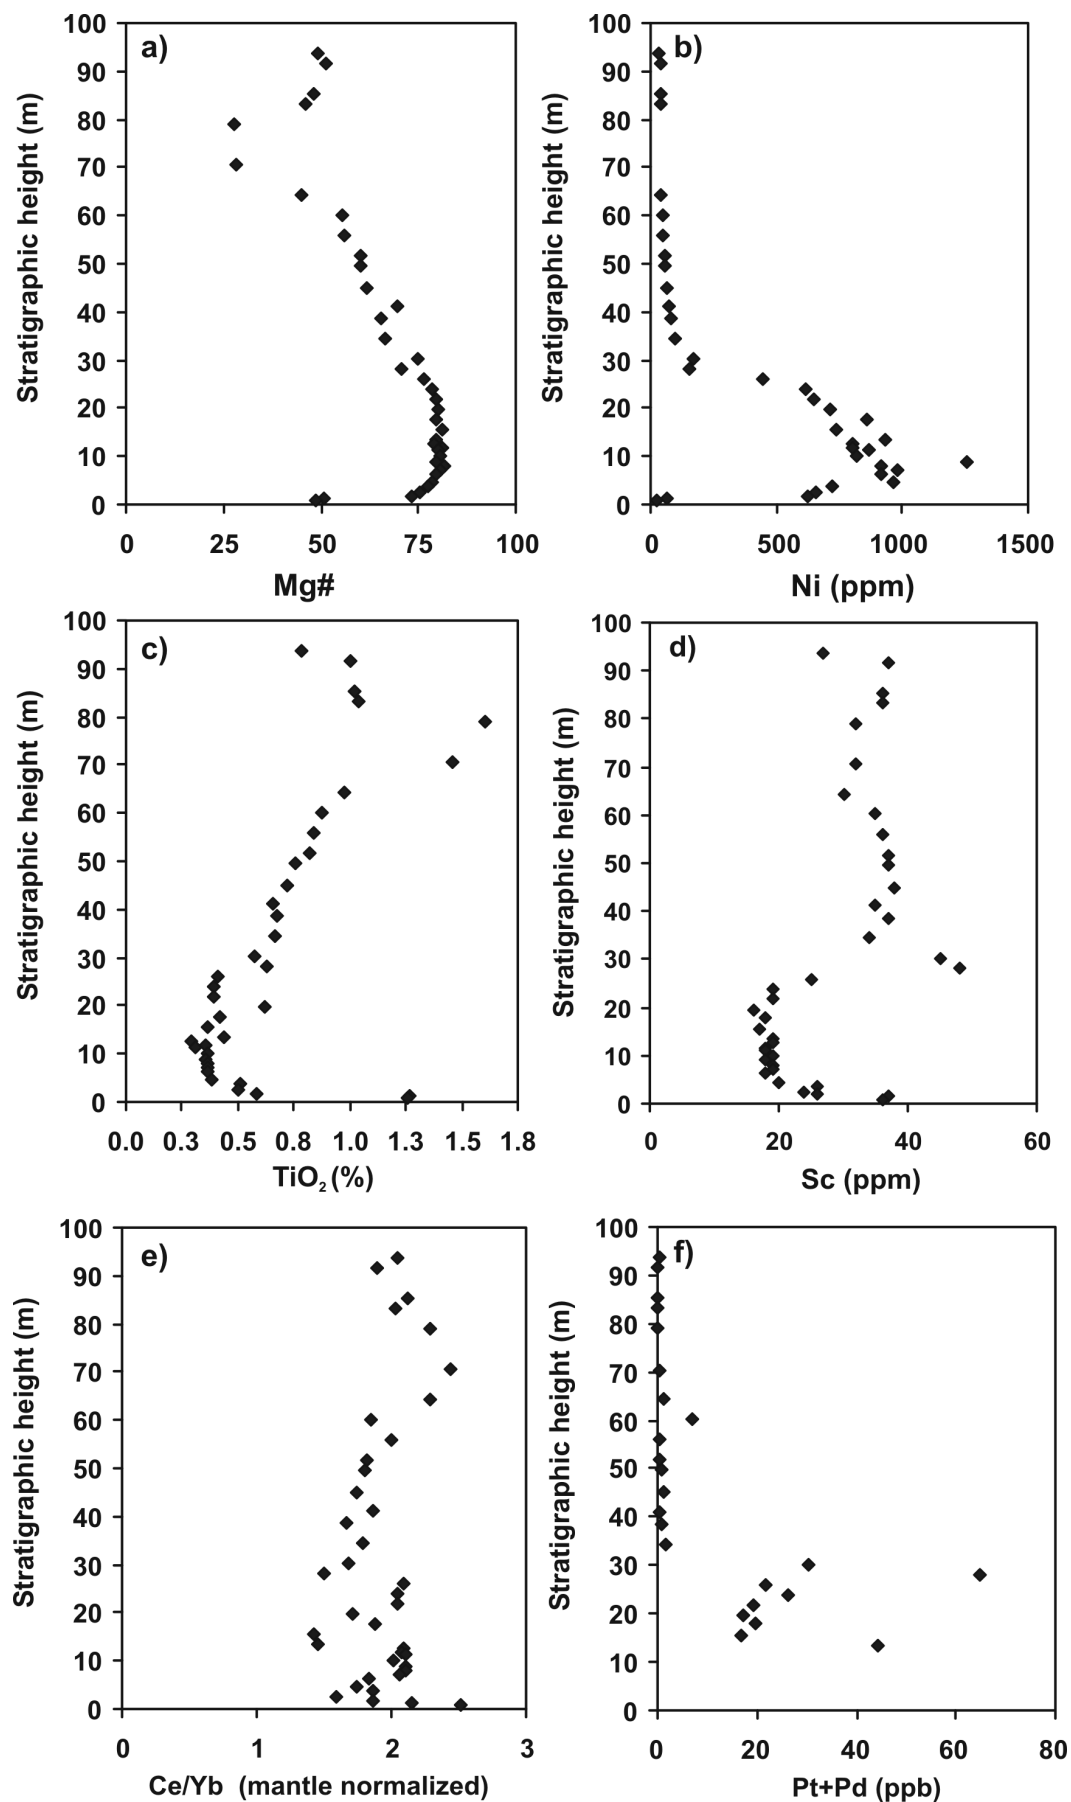 a)
100
90
80
70
60
50
40
30
20
10
0
Stratigraphic height (m)
0 25 50 75 100
Mg#
b)
100
90
80
70
60
50
40
30
20
10
0
Stratigraphic height (m)
0 500 1000 1500
Ni (ppm)
c)
100
90
80
70
60
50
40
30
20
10
0
Stratigraphic height (m)
0.0 0.3 0.5 0.8 1.0 1.3 1.5 1.8
TiO₂ (%)
d)
100
90
80
70
60
50
40
30
20
10
0
Stratigraphic height (m)
0 20 40 60
Sc (ppm)
e)
100
90
80
70
60
50
40
30
20
10
0
Stratigraphic height (m)
0 1 2 3
Ce/Yb (mantle normalized)
f)
100
90
80
70
60
50
40
30
20
10
0
Stratigraphic height (m)
0 20 40 60 80
Pt+Pd (ppb)